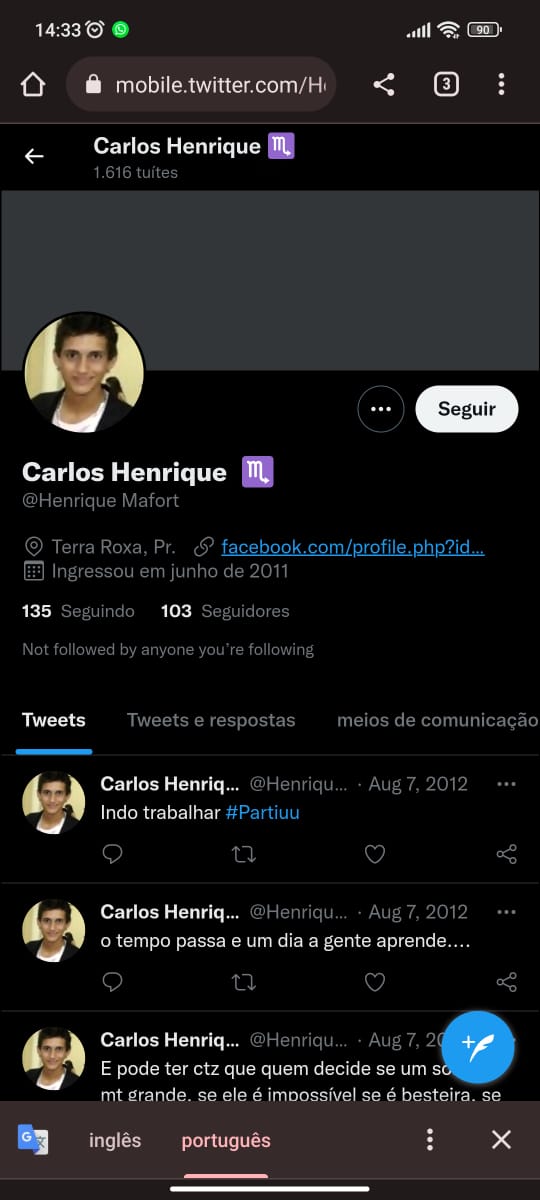 14:33
90
mobile.twitter.com/H
3
Carlos Henrique ♏
1.616 tuítes
Seguir
Carlos Henrique ♏
@Henrique Mafort
Terra Roxa, Pr. facebook.com/profile.php?id...
Ingressou em junho de 2011
135 Seguindo 103 Seguidores
Not followed by anyone you're following
Tweets Tweets e respostas meios de comunicação
Carlos Henriq... @Henriqu... · Aug 7, 2012
Indo trabalhar #Partiuu
Carlos Henriq... @Henriqu... · Aug 7, 2012
o tempo passa e um dia a gente aprende....
Carlos Henriq... @Henriqu... · Aug 7, 20
E pode ter ctz que quem decide se um so
mt grande, se ele é impossível se é besteira, se
inglês português